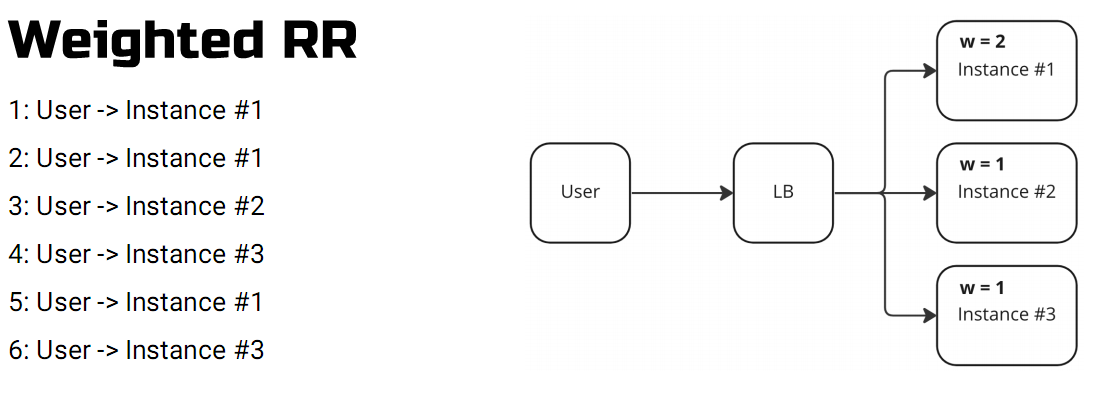 Weighted RR
1: User -> Instance #1
2: User -> Instance #1
3: User -> Instance #2
4: User -> Instance #3
5: User -> Instance #1
6: User -> Instance #3
User
LB
w = 2
Instance #1
w = 1
Instance #2
w = 1
Instance #3